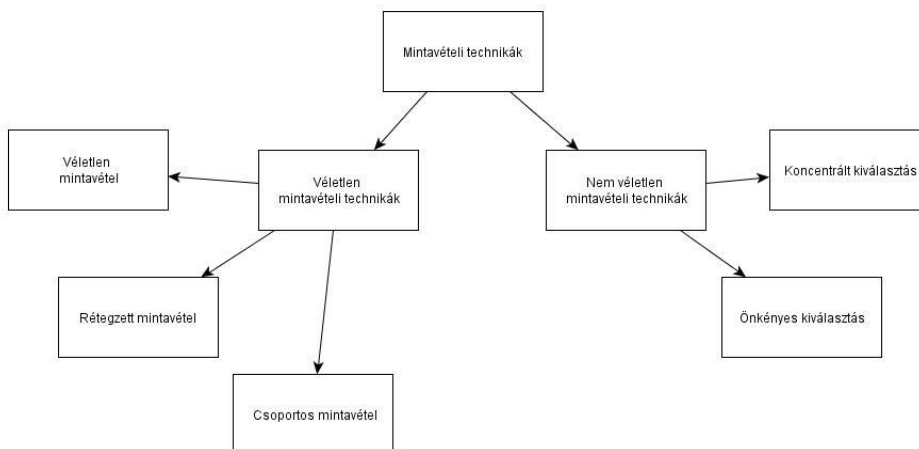 Mintavételi technikák
Véletlen
mintavétel
Véletlen
mintavételi technikák
Nem véletlen
mintavételi technikák
Koncentrált kiválasztás
Rétegzett mintavétel
Önkényes kiválasztás
Csoportos mintavétel